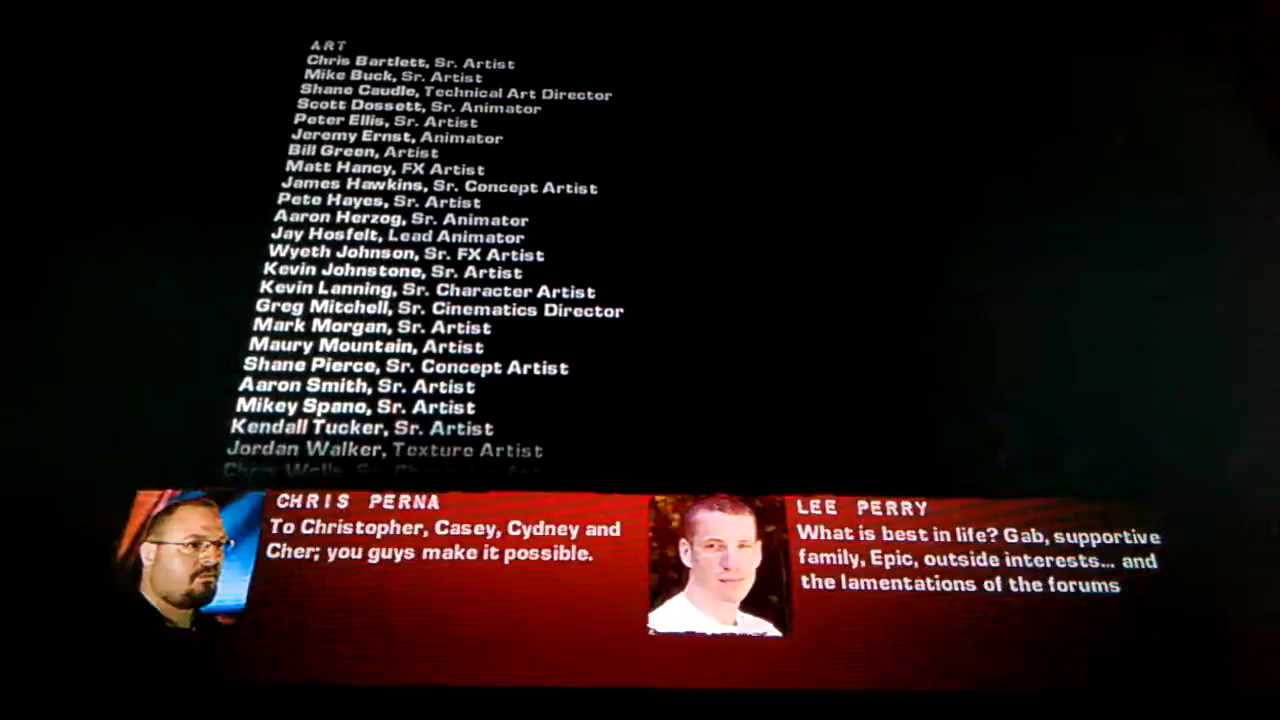 ART
Chris Bartlett, Sr. Artist
Mike Buck, Sr. Artist
Shane Caudle, Technical Art Director
Scott Dossett, Sr. Animator
Peter Ellis, Sr. Artist
Jeremy Ernst, Animator
Bill Green, Artist
Matt Hancy, FX Artist
James Hawkins, Sr. Concept Artist
Pete Hayes, Sr. Artist
Aaron Herzog, Sr. Animator
Jay Hosfelt, Lead Animator
Wyeth Johnson, Sr. FX Artist
Kevin Johnstone, Sr. Artist
Kevin Lanning, Sr. Character Artist
Greg Mitchell, Sr. Cinematics Director
Mark Morgan, Sr. Artist
Maury Mountain, Artist
Shane Pierce, Sr. Concept Artist
Aaron Smith, Sr. Artist
Mikey Spano, Sr. Artist
Kendall Tucker, Sr. Artist
Jordan Walker, Texture Artist
CHRIS PERNA
To Christopher, Casey, Cydney and
Cher; you guys make it possible.
LEE PERRY
What is best in life? Gab, supportive
family, Epic, outside interests... and
the lamentations of the forums